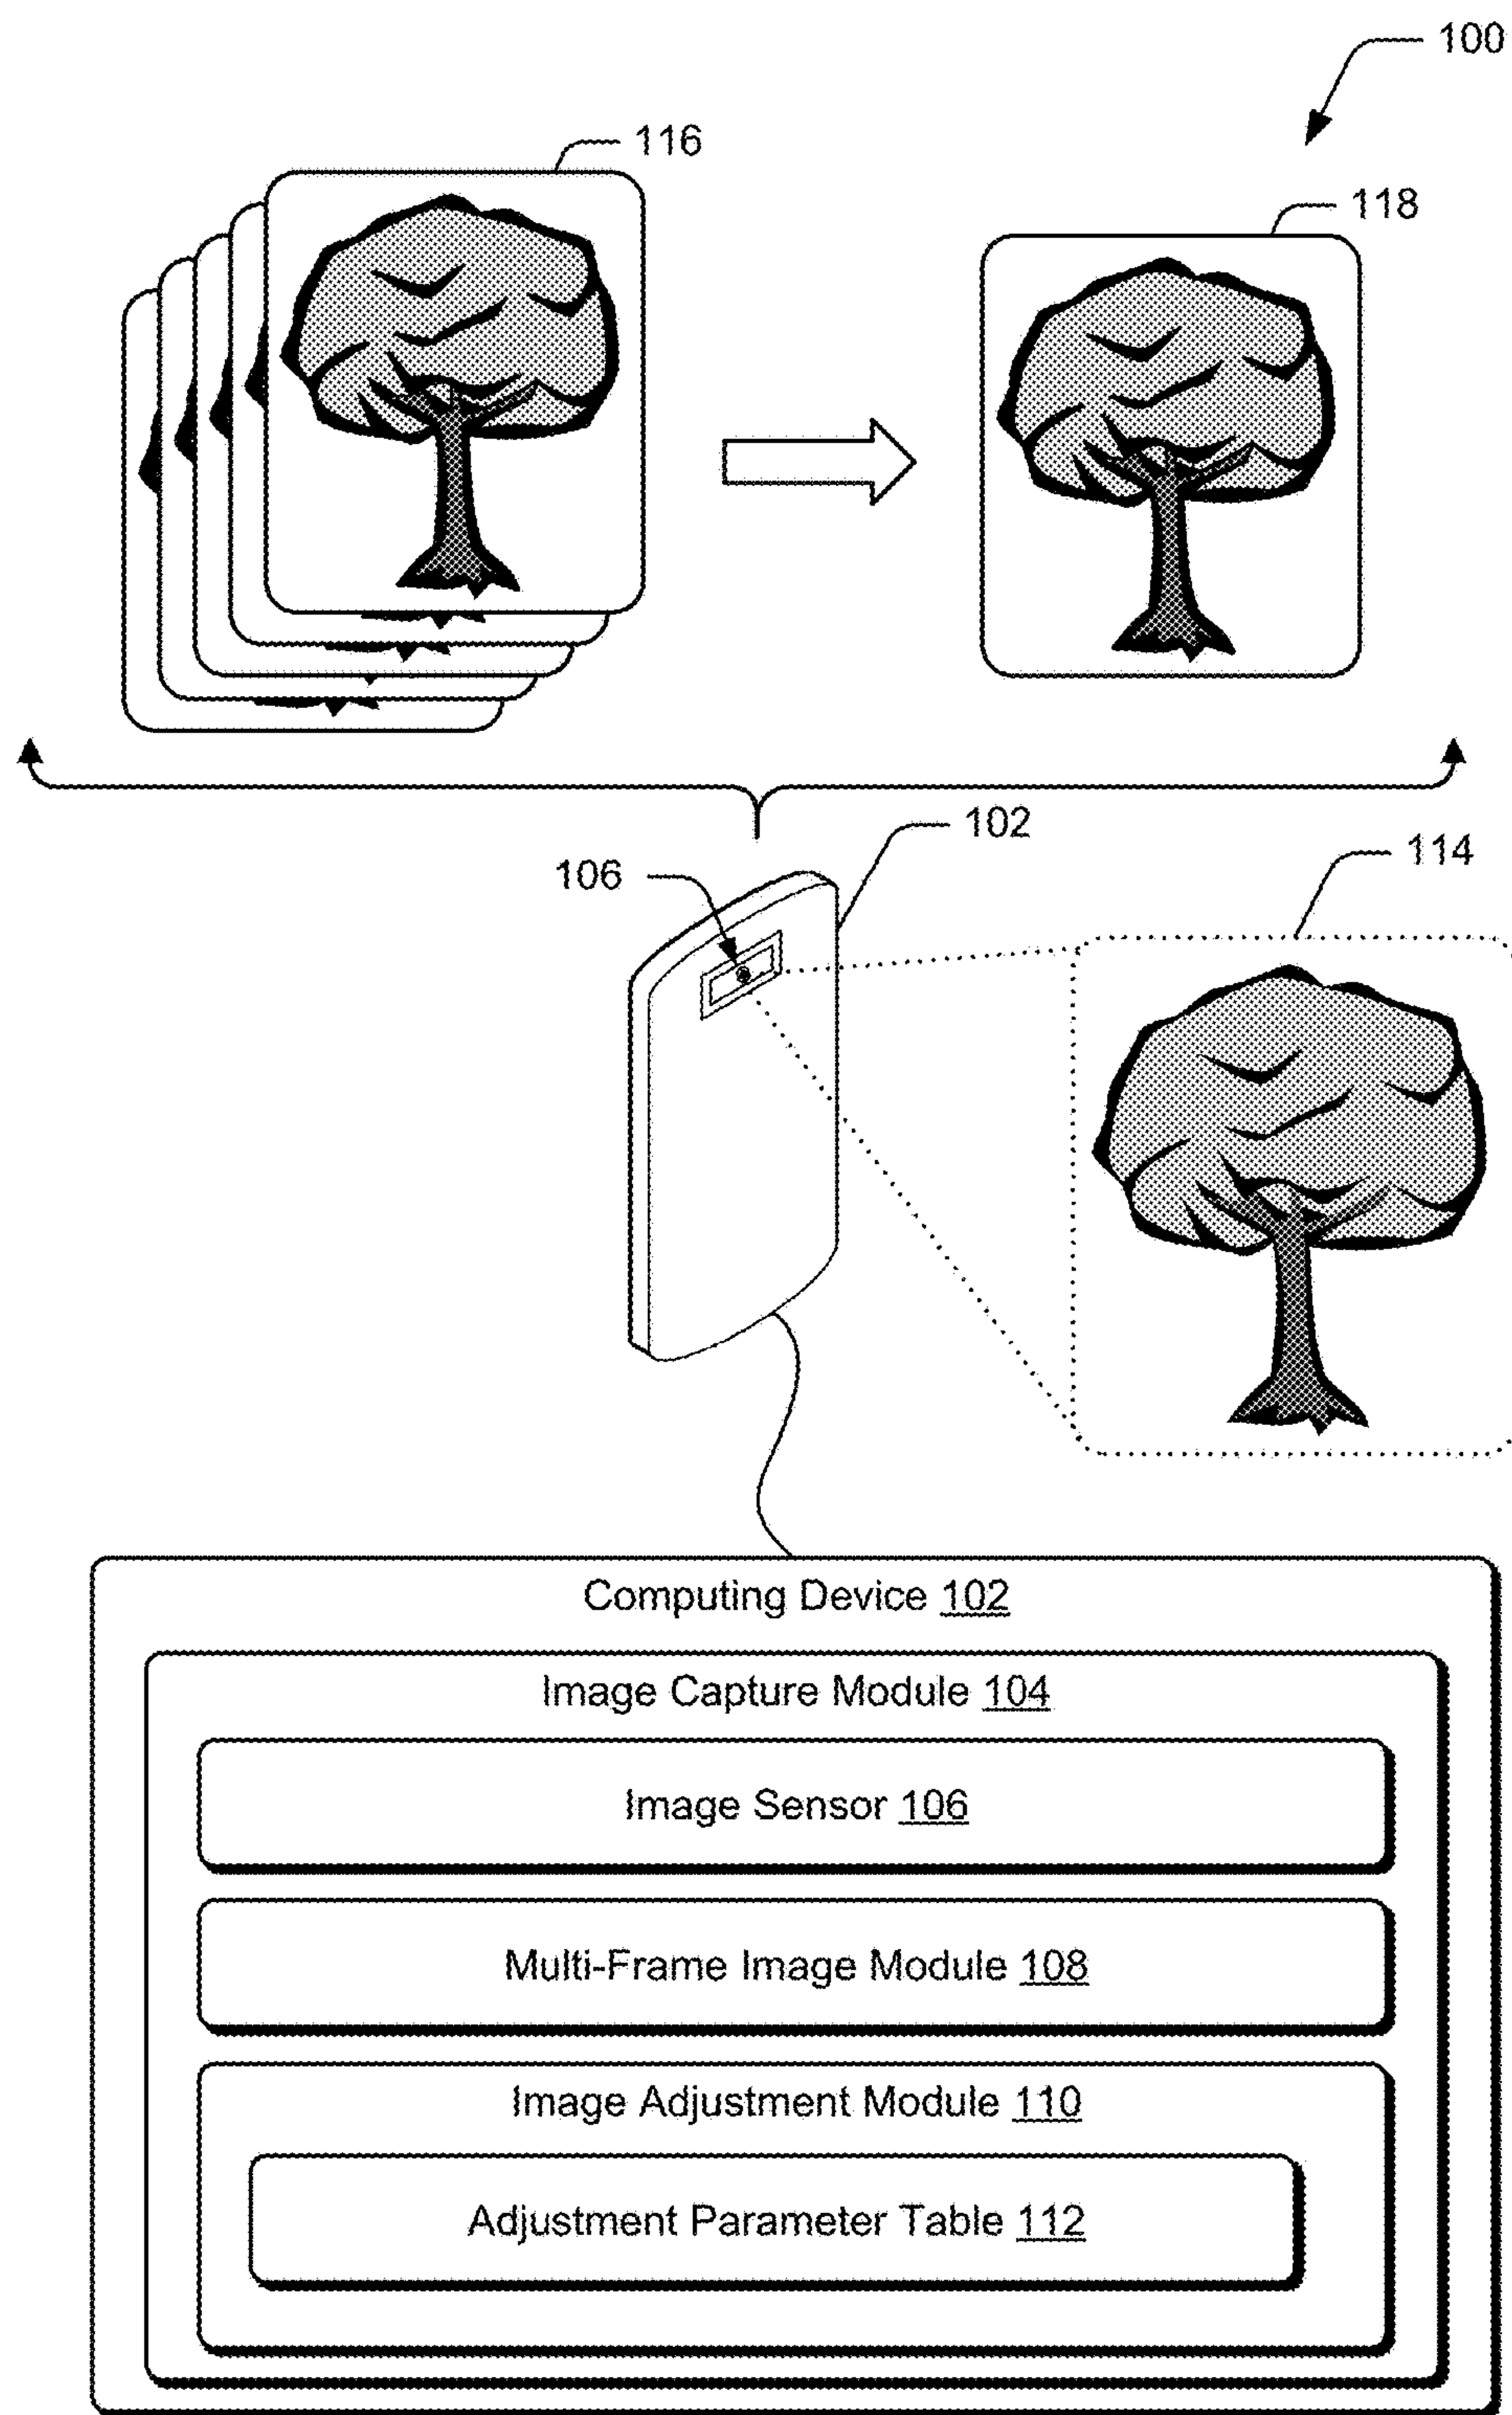 100
116
118
102
106
114
Computing Device 102
Image Capture Module 104
Image Sensor 106
Multi-Frame Image Module 108
Image Adjustment Module 110
Adjustment Parameter Table 112